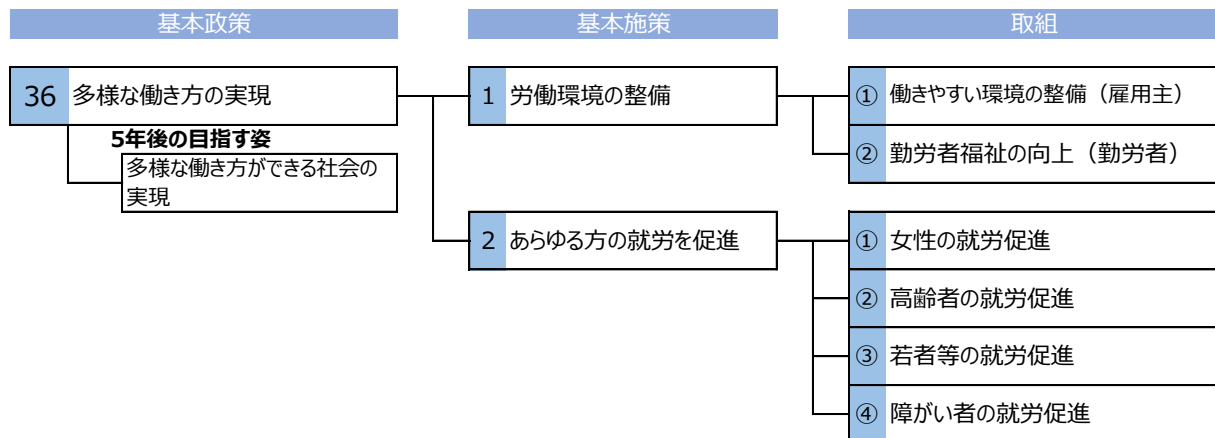 基本政策
基本施策
取組
36 多様な働き方の実現
5年後の目指す姿
多様な働き方ができる社会の
実現
1 労働環境の整備
① 働きやすい環境の整備（雇用主）
② 勤労者福祉の向上（勤労者）
2 あらゆる方の就労を促進
① 女性の就労促進
② 高齢者の就労促進
③ 若者等の就労促進
④ 障がい者の就労促進